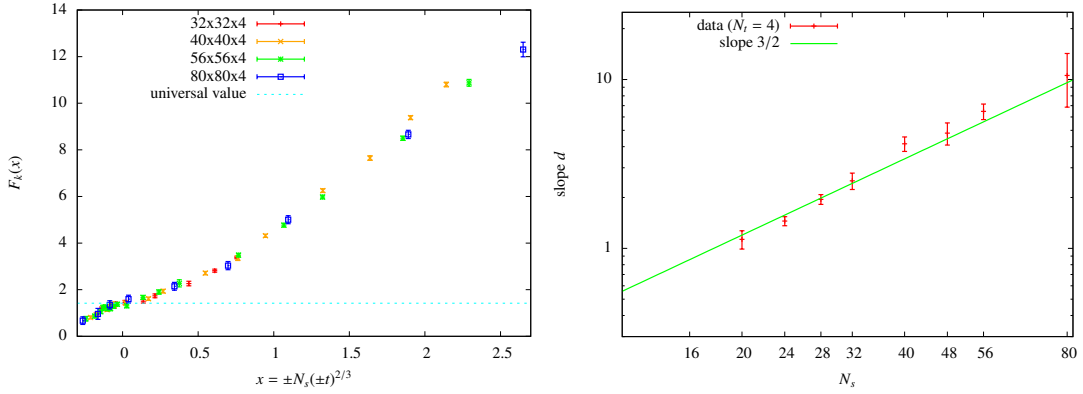 14
12
10
8
6
4
2
0
F_k(x)
32x32x4
40x40x4
56x56x4
80x80x4
universal value
0
0.5
1
1.5
2
2.5
x = ±N_s(±t)^{2/3}
10
1
slope d
data (N_t = 4)
slope 3/2
16
20
24
28
32
40
48
56
80
N_s